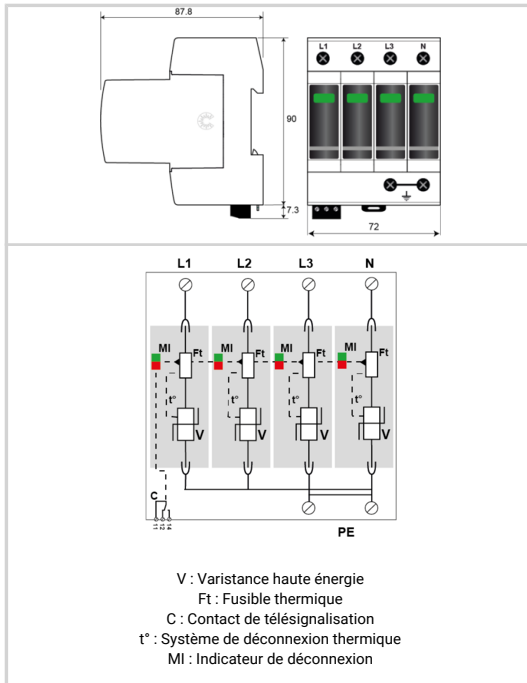 87.8
L1 L2 L3 N
90
7.3
72
L1 L2 L3 N
MI Ft MI Ft MI Ft MI Ft
t° t° t° t°
V V V V
C
11 12 14
PE
V : Varistance haute énergie
Ft : Fusible thermique
C : Contact de télésignalisation
t° : Système de déconnexion thermique
MI : Indicateur de déconnexion